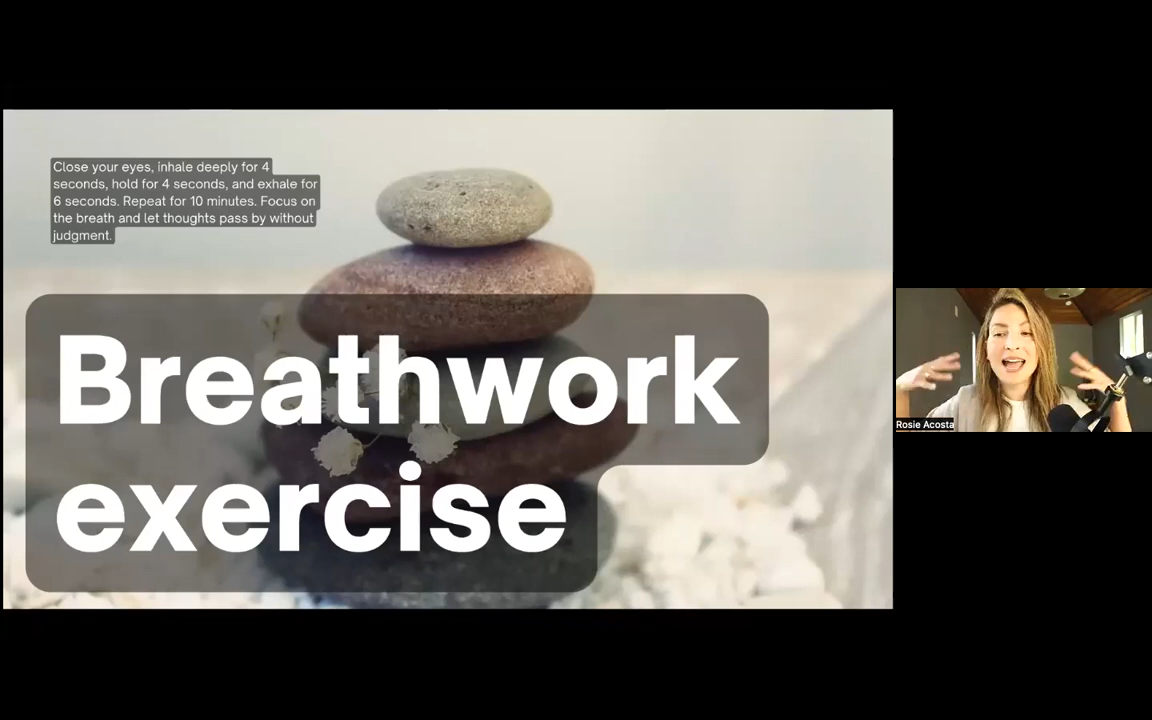 Close your eyes, inhale deeply for 4
seconds, hold for 4 seconds, and exhale for
6 seconds. Repeat for 10 minutes. Focus on
the breath and let thoughts pass by without
judgment.
Breathwork
exercise
Rosie Acosta